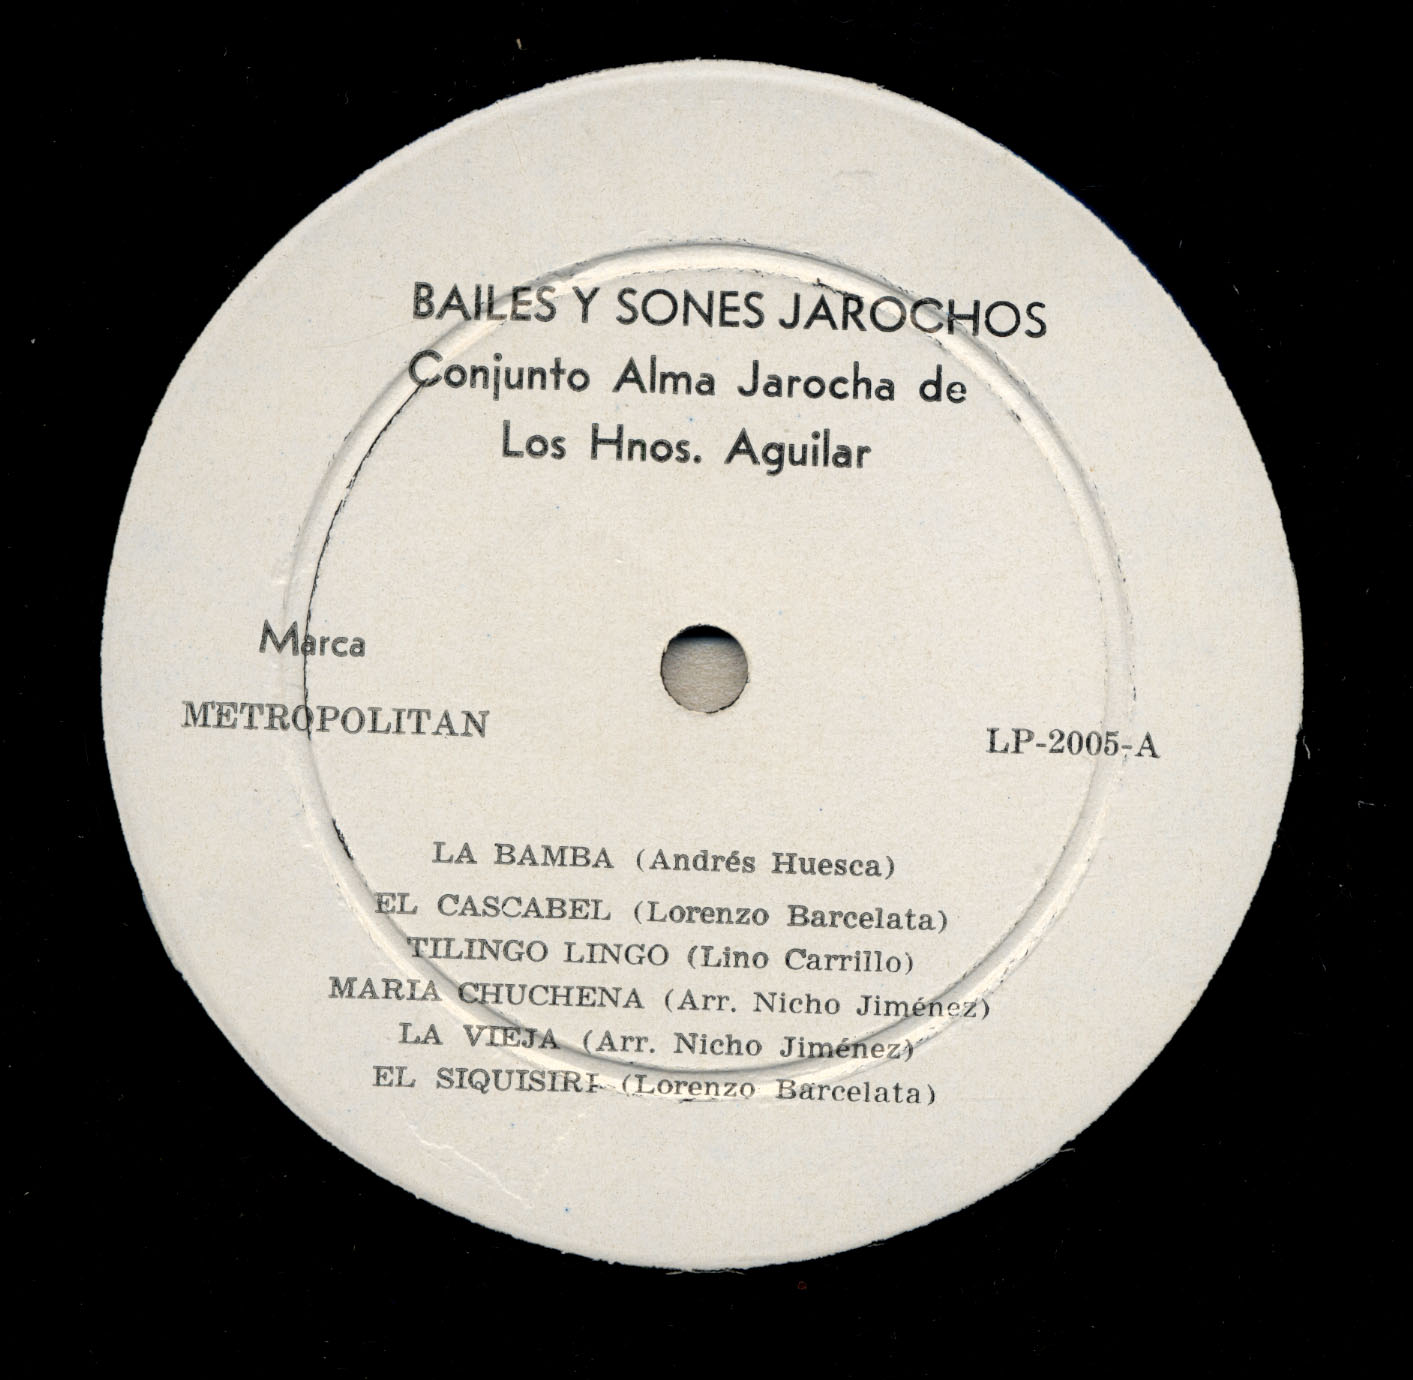 BAILES Y SONES JAROCHOS
Conjunto Alma Jarocha de
Los Hnos. Aguilar
Marca
METROPOLITAN
LP-2005-A
LA BAMBA (Andrés Huesca)
EL CASCABEL (Lorenzo Barcelata)
TILINGO LINGO (Lino Carrillo)
MARIA CHUCHENA (Arr. Nicho Jiménez)
LA VIEJA (Arr. Nicho Jiménez)
EL SIQUISIRI (Lorenzo Barcelata)